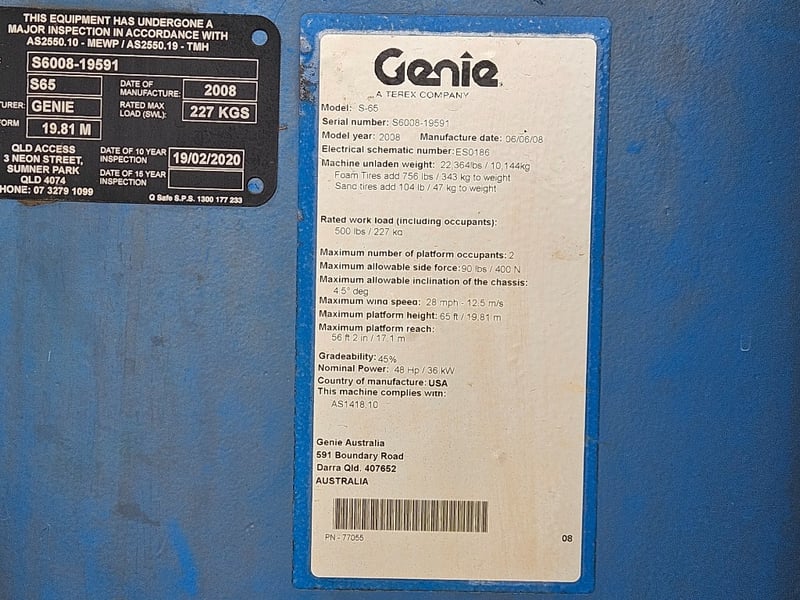 THIS EQUIPMENT HAS UNDERGONE A
MAJOR INSPECTION IN ACCORDANCE WITH
AS2550.10 - MEWP / AS2550.19 - TMH
S6008-19591
S65
DATE OF
MANUFACTURE:
2008
TURER:
GENIE
RATED MAX
LOAD (SWL):
227 KGS
FORM
19.81 M
QLD ACCESS
3 NEON STREET,
SUMNER PARK
QLD 4074
HONE: 07 3279 1099
DATE OF 10 YEAR
INSPECTION
19/02/2020
DATE OF 15 YEAR
INSPECTION
Q Safe S.P.S. 1300 177 233
Genie
A TEREX COMPANY
Model: S-65
Serial number: S6008-19591
Model year: 2008 Manufacture date: 06/06/08
Electrical schematic number: ES0186
Machine unladen weight: 22,364lbs / 10,144kg
Foam Tires add 756 lbs / 343 kg to weight
Sand tires add 104 lb / 47 kg to weight
Rated work load (including occupants):
500 lbs / 227 kg
Maximum number of platform occupants: 2
Maximum allowable side force: 90 lbs / 400 N
Maximum allowable inclination of the chassis:
4.5° deg
Maximum wind speed: 28 mph - 12.5 m/s
Maximum platform height: 65 ft / 19.81 m
Maximum platform reach:
56 ft 2 in / 17.1 m
Gradeability: 45%
Nominal Power: 48 Hp / 36 kW
Country of manufacture: USA
This machine complies with:
AS1418.10
Genie Australia
591 Boundary Road
Darra Qld. 407652
AUSTRALIA
PN - 77055
08